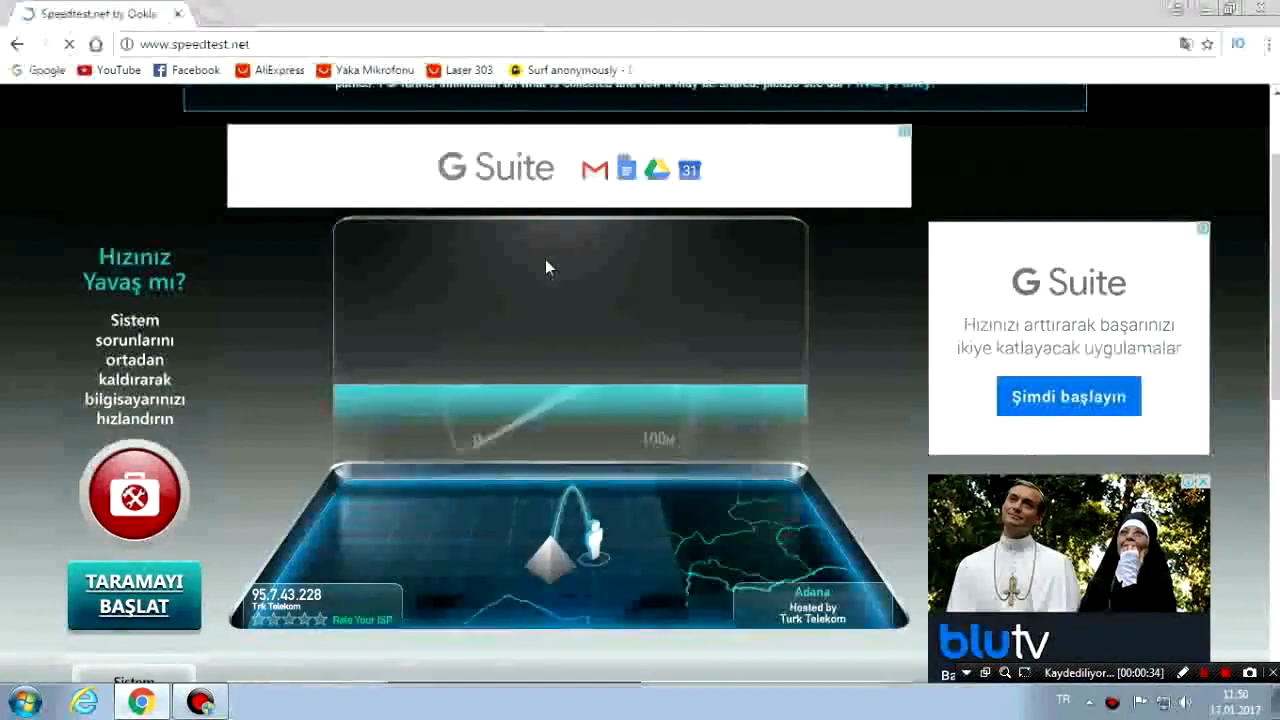 Speedtest.net by Ookla
www.speedtest.net
Google YouTube Facebook AliExpress Yaka Mikrofonu Laser 303 Surf anonymously -
G Suite
31
Hızınız
Yavaş mı?
Sistem
sorunlarını
ortadan
kaldırarak
bilgisayarınızı
hızlandırın
TARAMAYI
BAŞLAT
Sistem
0 100M
95.7.43.228
Trk Telekom
Rate Your ISP
Adana
Hosted by
Turk Telekom
G Suite
Hızınızı arttırarak başarınızı
ikiye katlayacak uygulamalar
Şimdi başlayın
blutv
Kaydediliyor... [00:00:34]
TR
11:50
17.01.2017